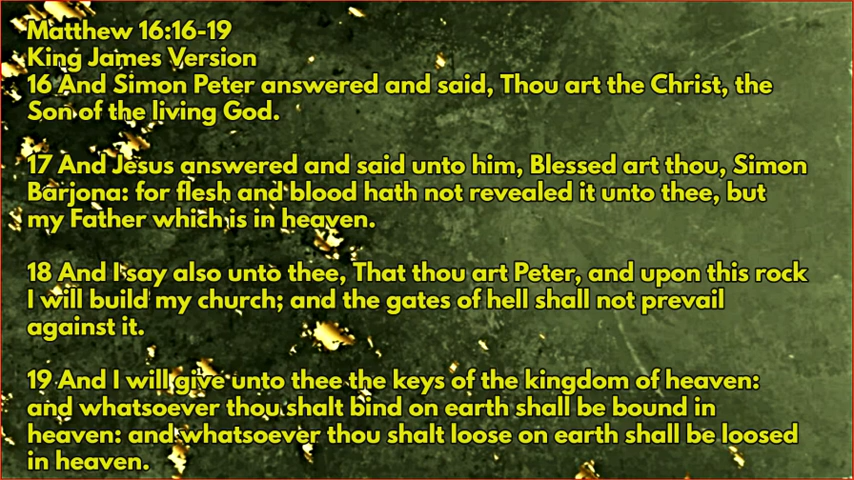 Matthew 16:16-19
King James Version
16 And Simon Peter answered and said, Thou art the Christ, the
Son of the living God.
17 And Jesus answered and said unto him, Blessed art thou, Simon
Barjona: for flesh and blood hath not revealed it unto thee, but
my Father which is in heaven.
18 And I say also unto thee, That thou art Peter, and upon this rock
I will build my church; and the gates of hell shall not prevail
against it.
19 And I will give unto thee the keys of the kingdom of heaven:
and whatsoever thou shalt bind on earth shall be bound in
heaven: and whatsoever thou shalt loose on earth shall be loosed
in heaven.